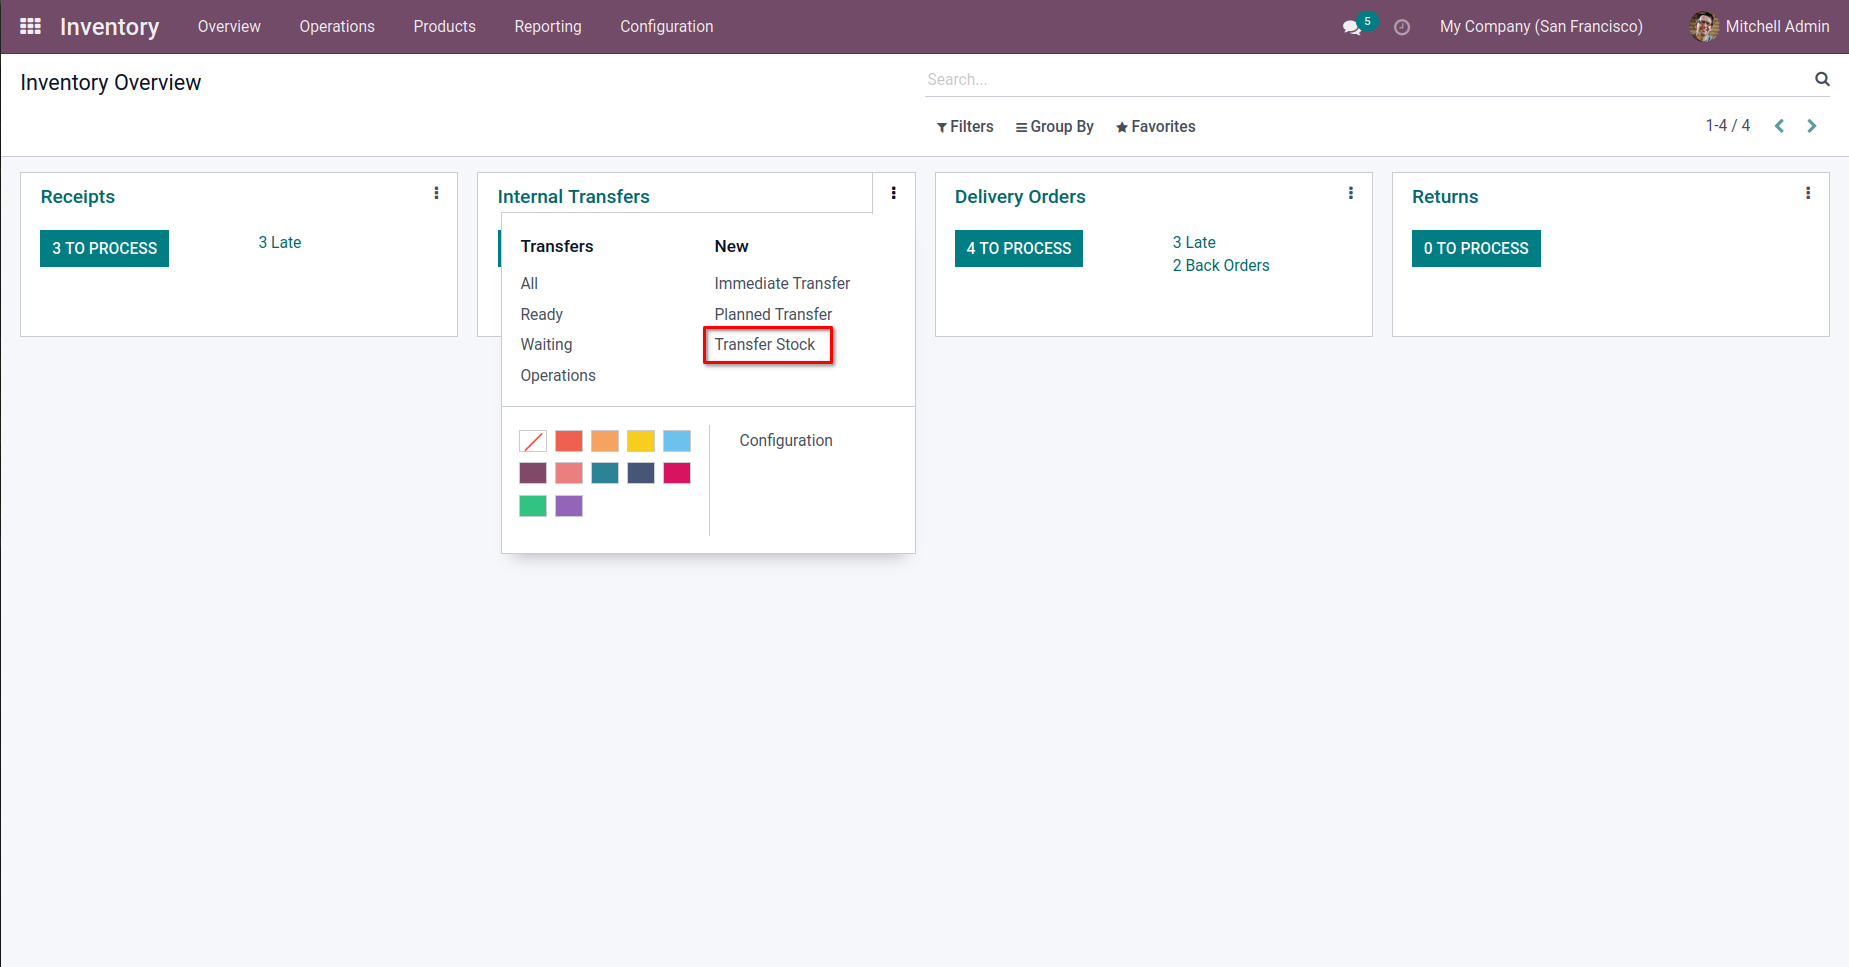 Inventory Overview Operations Products Reporting Configuration 5 My Company (San Francisco) Mitchell Admin
Inventory Overview
Search...
Filters Group By Favorites 1-4 / 4
Receipts
3 TO PROCESS
3 Late
Internal Transfers
Transfers New
All Immediate Transfer
Ready Planned Transfer
Waiting Transfer Stock
Operations
Configuration
Delivery Orders
4 TO PROCESS
3 Late
2 Back Orders
Returns
0 TO PROCESS